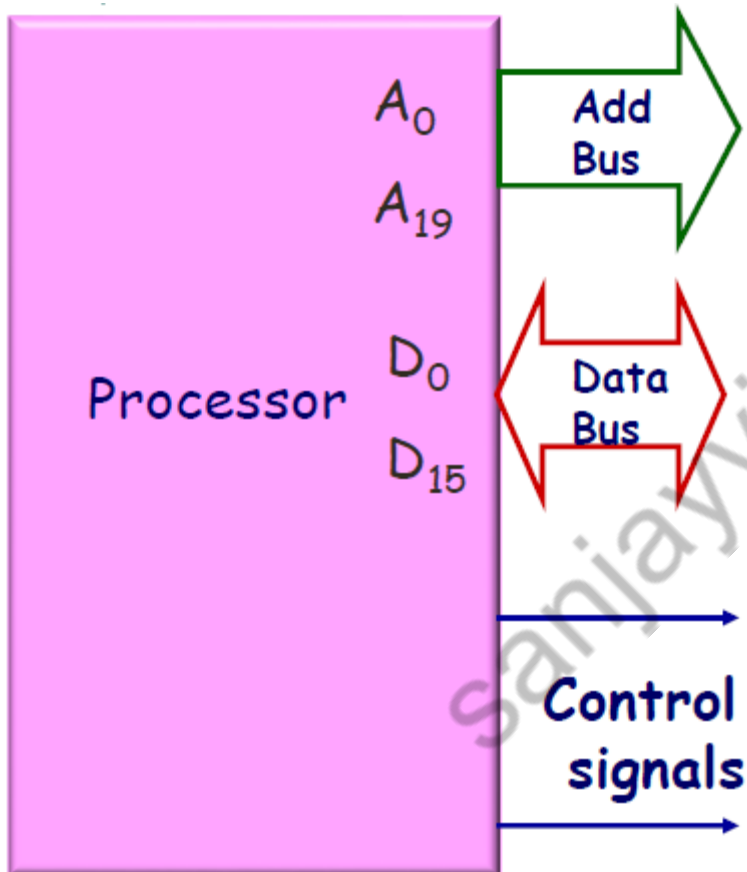 A₀
Add
Bus
A₁₉
D₀
Data
Bus
Processor
D₁₅
Control
signals